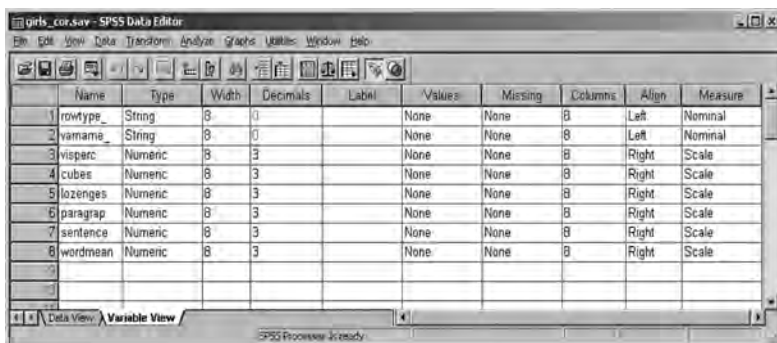 girls_cor.sav - SPSS Data Editor
File Edit View Data Transform Analyze Graphs Utilities Window Help
Name Type Width Decimals Label Values Missing Columns Align Measure
1 rowtype_ String 8 0 None None 8 Left Nominal
2 varname_ String 8 0 None None 8 Left Nominal
3 visperc Numeric 8 3 None None 8 Right Scale
4 cubes Numeric 8 3 None None 8 Right Scale
5 lozenges Numeric 8 3 None None 8 Right Scale
6 paragrap Numeric 8 3 None None 8 Right Scale
7 sentence Numeric 8 3 None None 8 Right Scale
8 wordmean Numeric 8 3 None None 8 Right Scale
Data View Variable View
SPSS Processor is ready